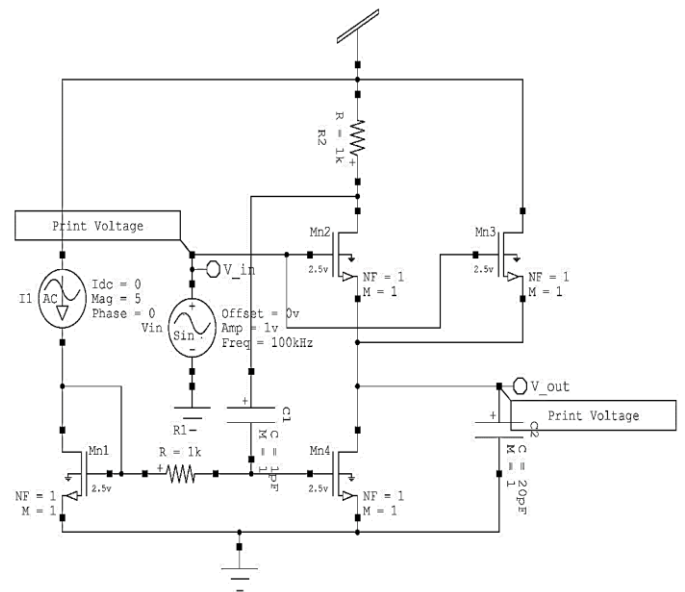 R = 1k
R2
Print Voltage
Mn2
2.5v
NF = 1
M = 1
Mn3
2.5v
NF = 1
M = 1
V_in
I1
AC
Idc = 0
Mag = 5
Phase = 0
Vin
Sin
Offset = 0v
Amp = 1v
Freq = 100kHz
V_out
Print Voltage
R1
R = 1k
C1
C = 1pF
M = 1
C2
C = 20pF
M = 1
Mn1
2.5v
NF = 1
M = 1
Mn4
2.5v
NF = 1
M = 1